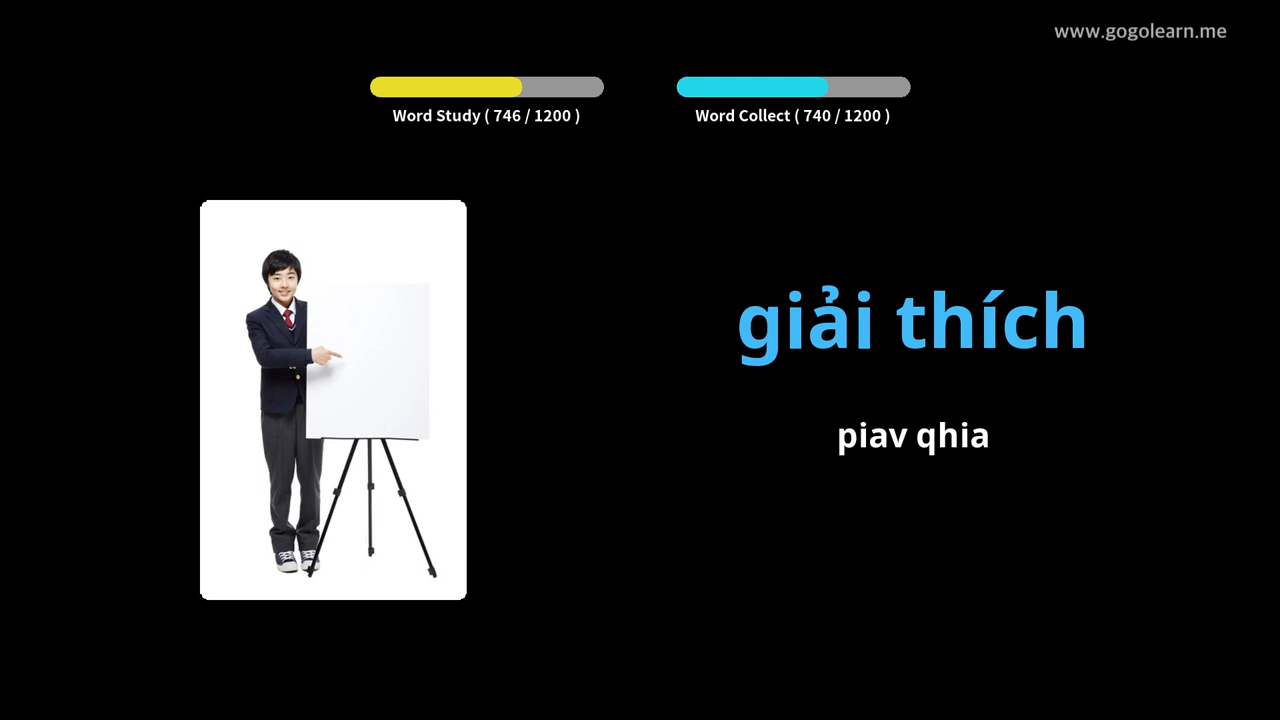 www.gogolearn.me
Word Study ( 746 / 1200 )
Word Collect ( 740 / 1200 )
giải thích
piav qhia